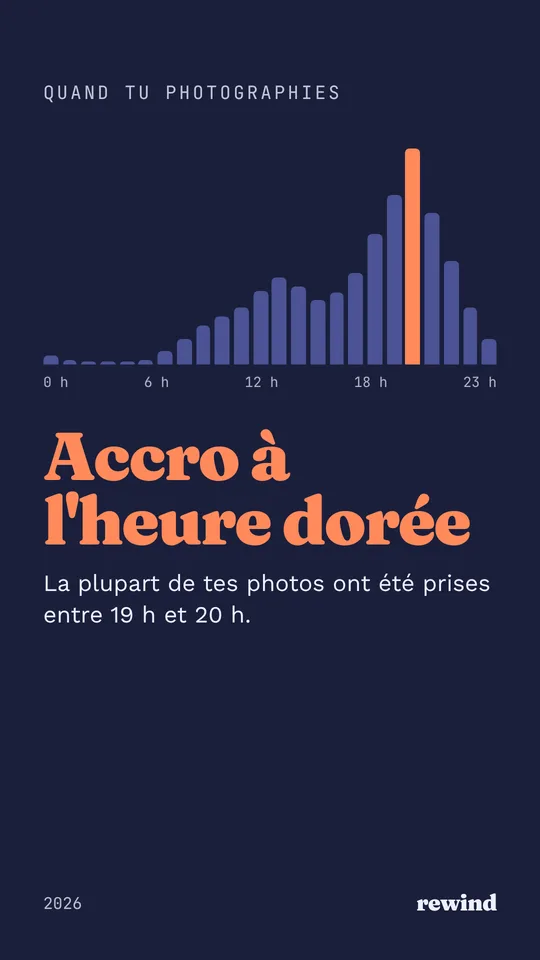 QUAND TU PHOTOGRAPHIES
0 h 6 h 12 h 18 h 23 h
Accro à
l'heure dorée
La plupart de tes photos ont été prises
entre 19 h et 20 h.
2026 rewind